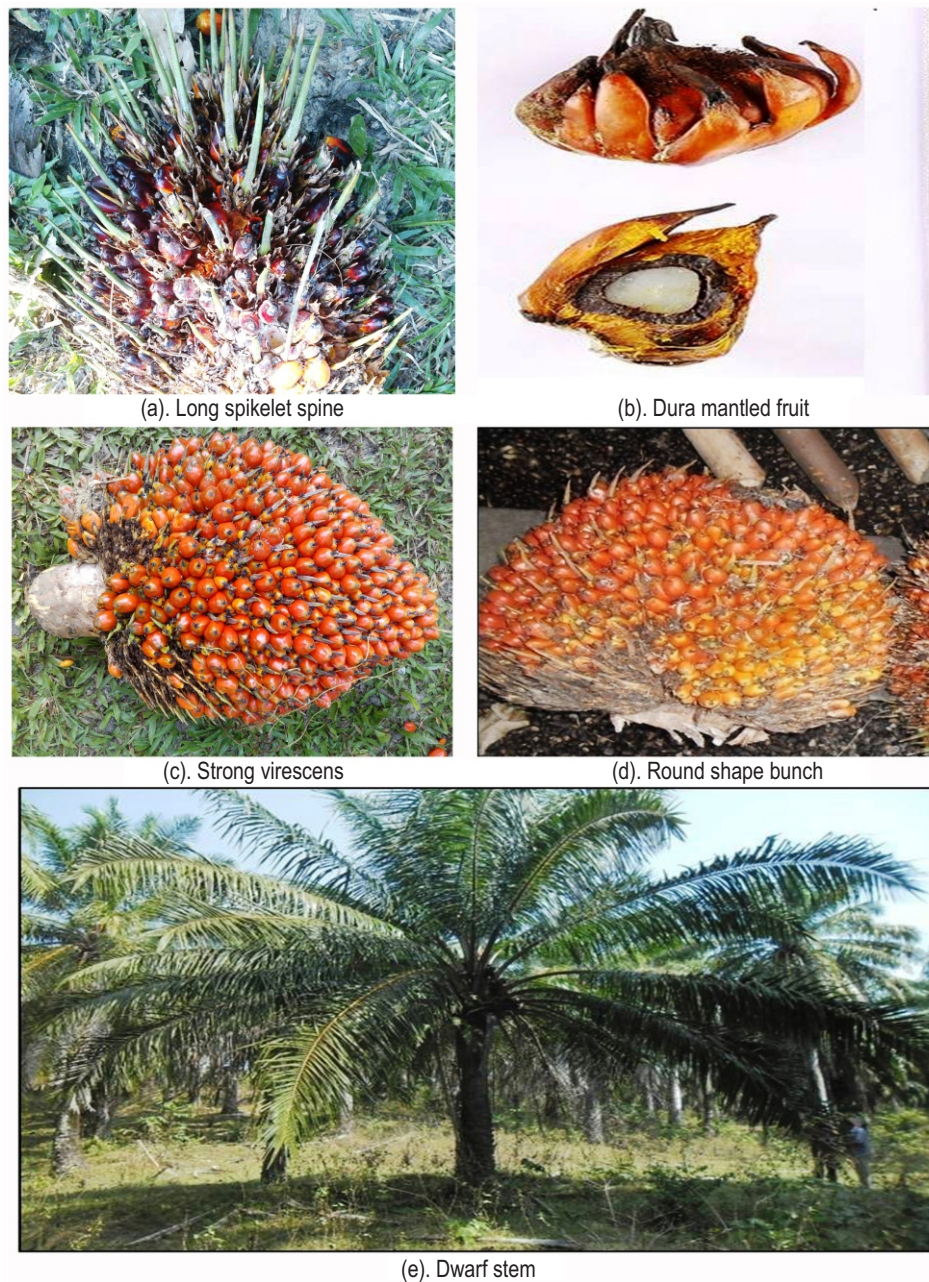 (a). Long spikelet spine
(b). Dura mantled fruit
(c). Strong virescens
(d). Round shape bunch
(e). Dwarf stem